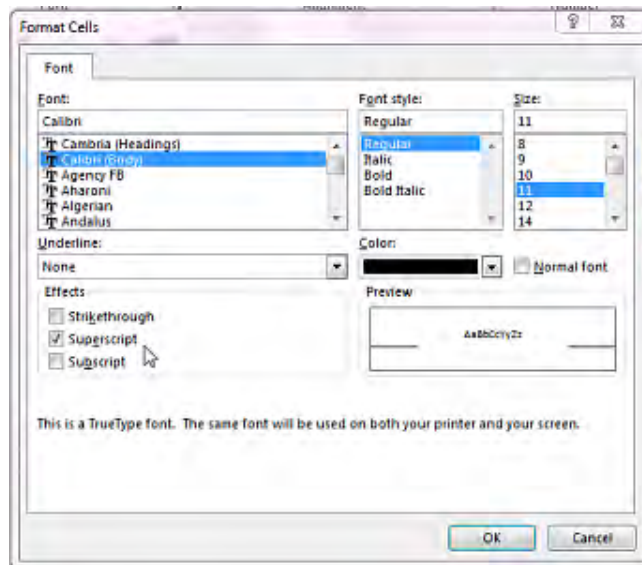 Format Cells
Font
Font: Font style: Size:
Calibri Regular 11
Cambria (Headings) Regular 8
Calibri (Body) Italic 9
Agency FB Bold 10
Aharoni Bold Italic 11
Algerian 12
Andalus 14
Underline: Color:
None Normal font
Effects Preview
Strikethrough
Superscript AaBbCcYyZz
Subscript
This is a TrueType font. The same font will be used on both your printer and your screen.
OK Cancel